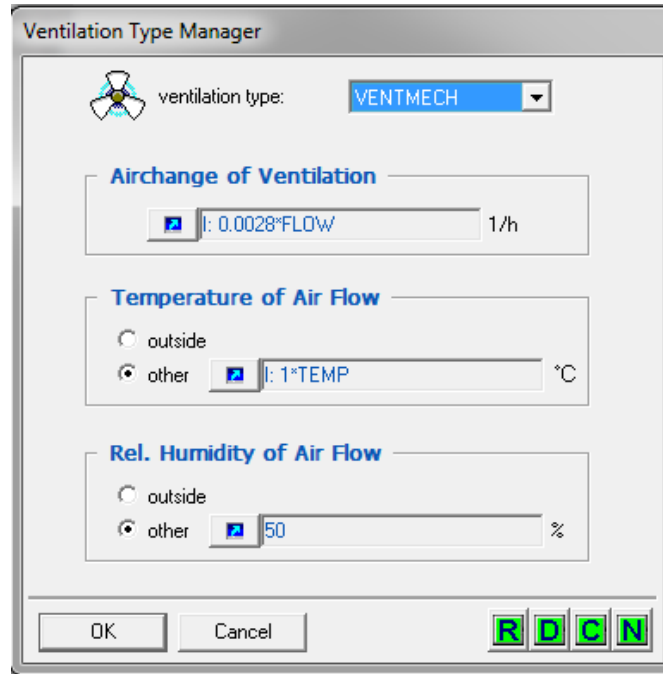 Ventilation Type Manager
ventilation type: VENTMECH
Airchange of Ventilation
I: 0.0028*FLOW 1/h
Temperature of Air Flow
outside
other I: 1*TEMP °C
Rel. Humidity of Air Flow
outside
other 50 %
OK Cancel R D C N